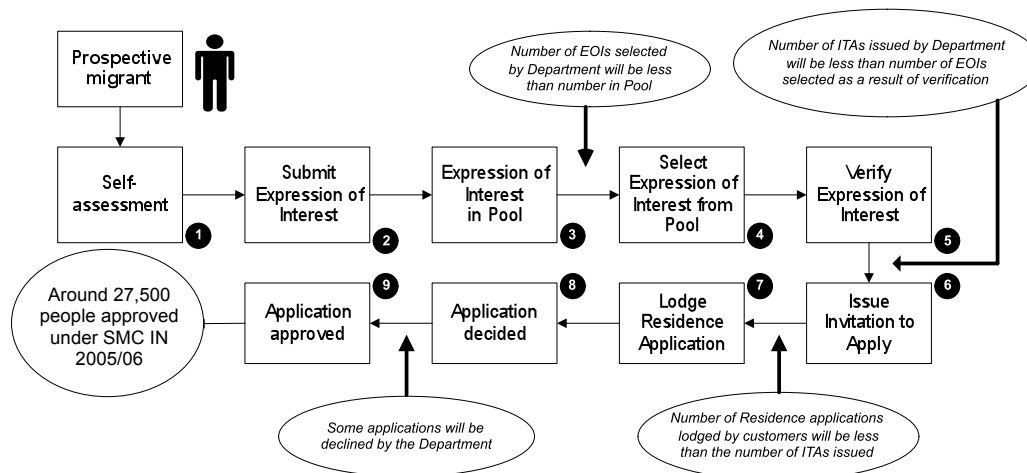 Prospective
migrant
Number of EOIs selected
by Department will be less
than number in Pool
Number of ITAs issued by Department
will be less than number of EOIs
selected as a result of verification
Self-
assessment
1
Submit
Expression of
Interest
2
Expression of
Interest
in Pool
3
Select
Expression of
Interest from
Pool
4
Verify
Expression of
Interest
5
Issue
Invitation to
Apply
6
Lodge
Residence
Application
7
Application
decided
8
Application
approved
9
Around 27,500
people approved
under SMC IN
2005/06
Some applications will be
declined by the Department
Number of Residence applications
lodged by customers will be less
than the number of ITAs issued